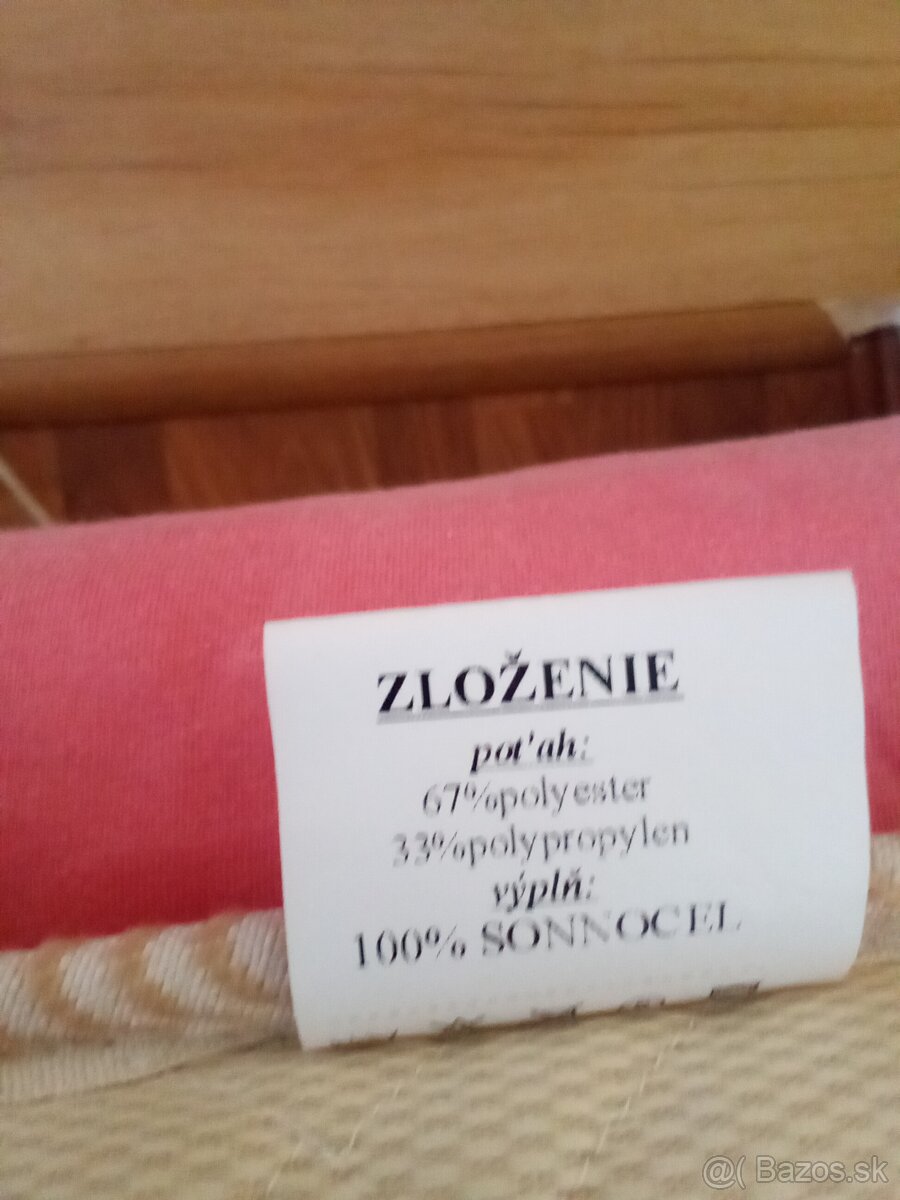 ZLOŽENIE
poťah:
67%polyester
33%polypropylen
výplň:
100% SONNOCEL
@( Bazos.sk